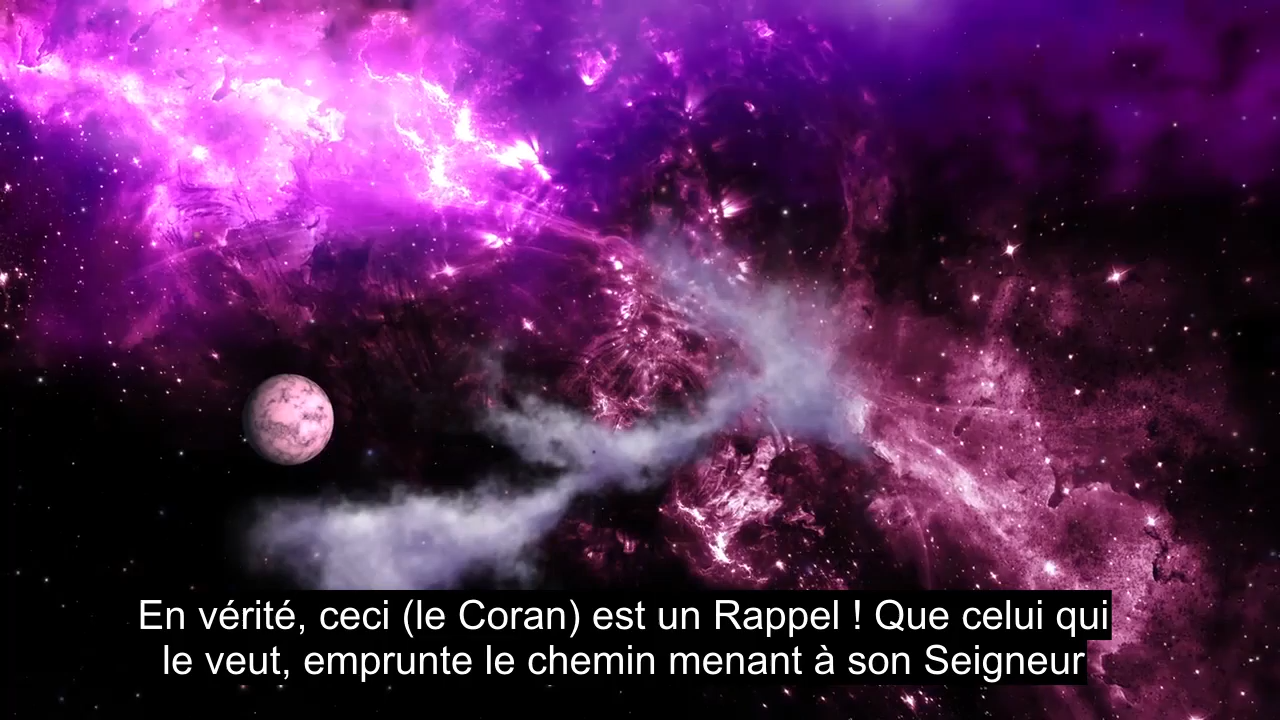 En vérité, ceci (le Coran) est un Rappel ! Que celui qui
le veut, emprunte le chemin menant à son Seigneur